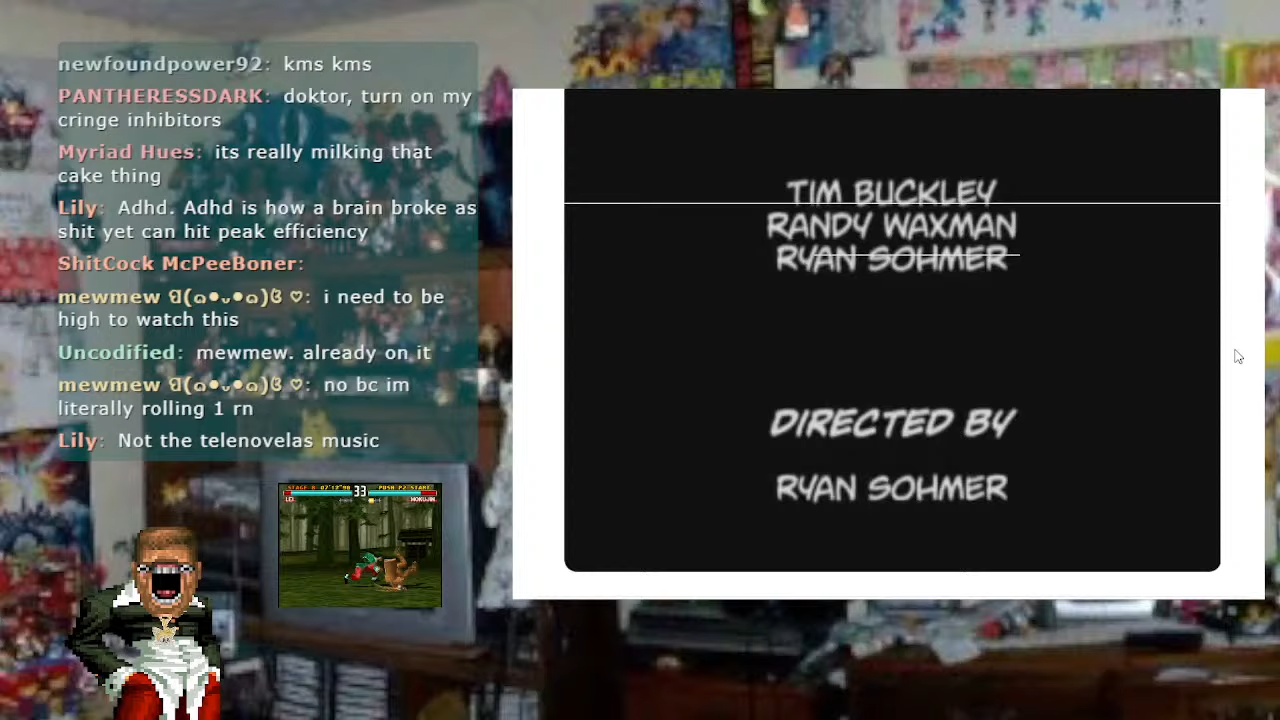 newfoundpower92: kms kms
PANTHERESSDARK: doktor, turn on my
cringe inhibitors
Myriad Hues: its really milking that
cake thing
Lily: Adhd. Adhd is how a brain broke as
shit yet can hit peak efficiency
ShitCock McPeeBoner:
mewmew ꒰(ɷ●ᴗ●ɷ)꒱ ♡: i need to be
high to watch this
Uncodified: mewmew. already on it
mewmew ꒰(ɷ●ᴗ●ɷ)꒱ ♡: no bc im
literally rolling 1 rn
Lily: Not the telenovelas music
TIM BUCKLEY
RANDY WAXMAN
RYAN SOHMER
DIRECTED BY
RYAN SOHMER
33
LEI
MOKUJIN